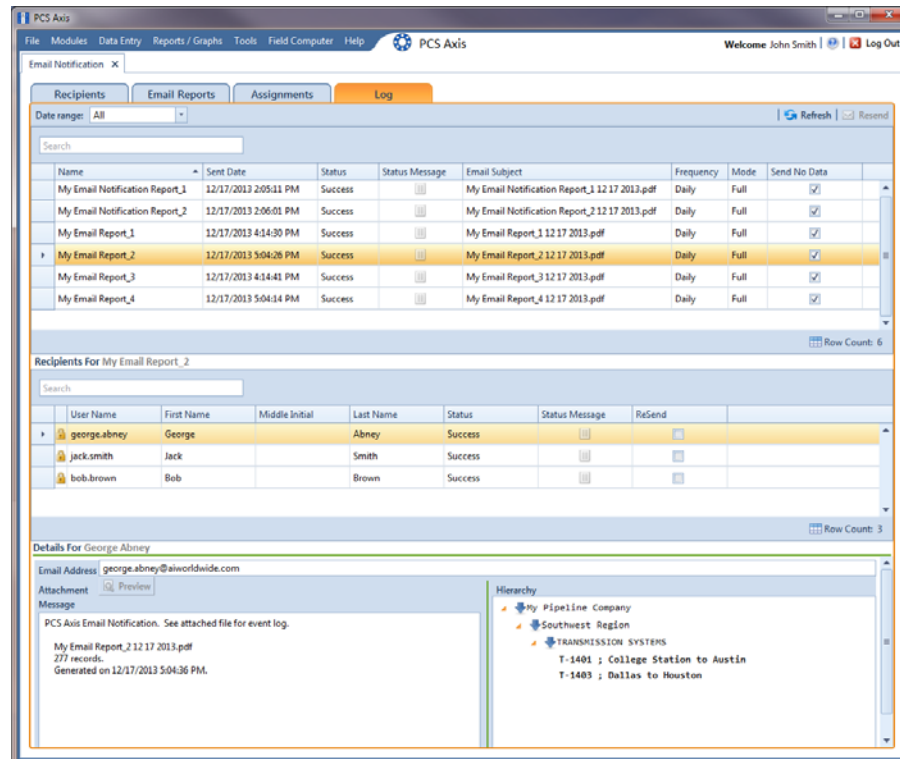 PCS Axis
File Modules Data Entry Reports / Graphs Tools Field Computer Help PCS Axis Welcome John Smith | | Log Out
Email Notification X
Recipients Email Reports Assignments Log
Date range: All | Refresh | Resend
Search
Name Sent Date Status Status Message Email Subject Frequency Mode Send No Data
My Email Notification Report_1 12/17/2013 2:05:11 PM Success My Email Notification Report_1 12 17 2013.pdf Daily Full
My Email Notification Report_2 12/17/2013 2:06:01 PM Success My Email Notification Report_2 12 17 2013.pdf Daily Full
My Email Report_1 12/17/2013 4:14:30 PM Success My Email Report_1 12 17 2013.pdf Daily Full
My Email Report_2 12/17/2013 5:04:26 PM Success My Email Report_2 12 17 2013.pdf Daily Full
My Email Report_3 12/17/2013 4:14:41 PM Success My Email Report_3 12 17 2013.pdf Daily Full
My Email Report_4 12/17/2013 5:04:14 PM Success My Email Report_4 12 17 2013.pdf Daily Full
Row Count: 6
Recipients For My Email Report_2
Search
User Name First Name Middle Initial Last Name Status Status Message ReSend
george.abney George Abney Success
jack.smith Jack Smith Success
bob.brown Bob Brown Success
Row Count: 3
Details For George Abney
Email Address george.abney@aiworldwide.com
Attachment Preview
Message
PCS Axis Email Notification. See attached file for event log.
My Email Report_2 12 17 2013.pdf
277 records.
Generated on 12/17/2013 5:04:36 PM.
Hierarchy
My Pipeline Company
Southwest Region
TRANSMISSION SYSTEMS
T-1401 ; College Station to Austin
T-1403 ; Dallas to Houston